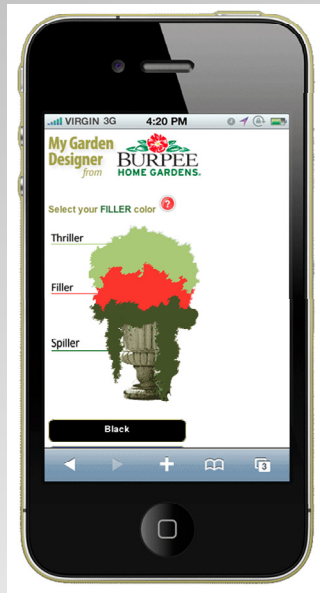 VIRGIN 3G 4:20 PM
My Garden
Designer
from
BURPEE
HOME GARDENS.
Select your FILLER color ?
Thriller
Filler
Spiller
Black
3